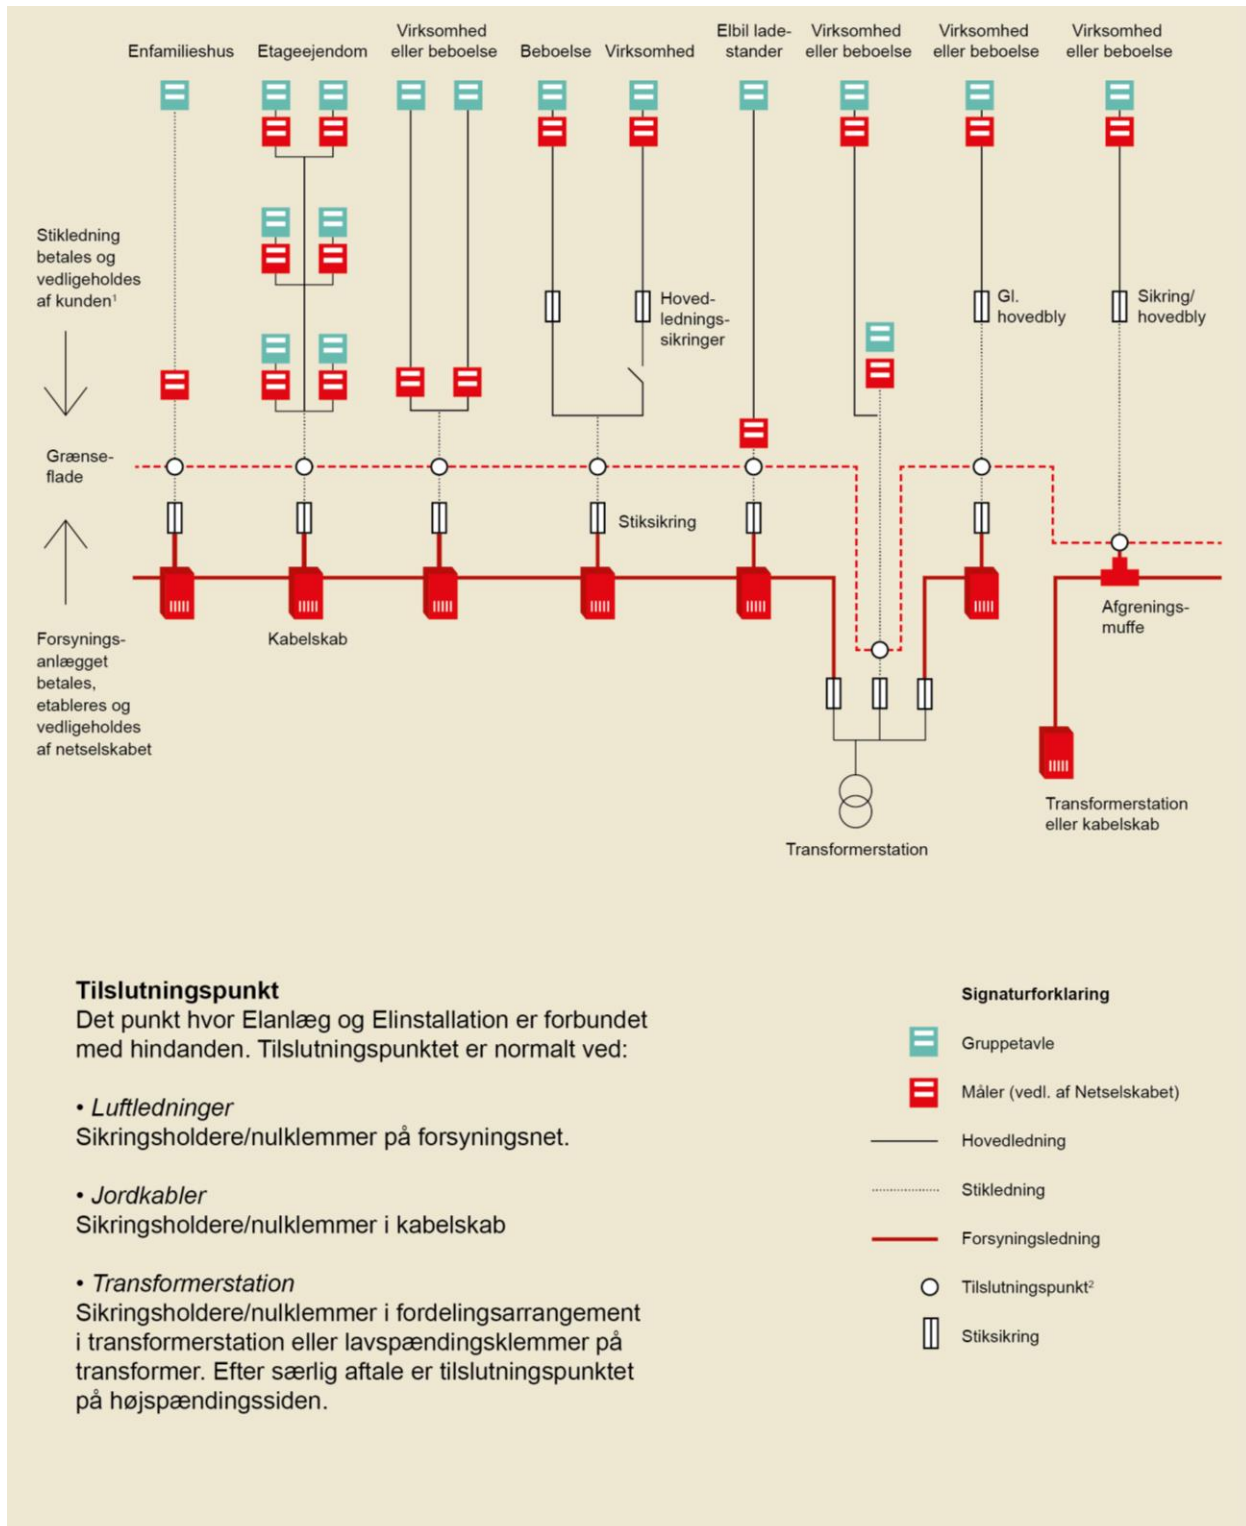 Enfamilieshus
Etageejendom
Virksomhed
eller beboelse
Beboelse
Virksomhed
Elbil lade-
stander
Virksomhed
eller beboelse
Virksomhed
eller beboelse
Virksomhed
eller beboelse
Stikledning
betales og
vedligeholdes
af kunden¹
Hoved-
lednings-
sikringer
Gl.
hovedbly
Sikring/
hovedbly
Grænse-
flade
Stiksikring
Kabelskab
Afgrenings-
muffe
Forsynings-
anlægget
betales,
etableres og
vedligeholdes
af netselskabet
Transformerstation
eller kabelskab
Transformerstation
Tilslutningspunkt
Det punkt hvor Elanlæg og Elinstallation er forbundet
med hindanden. Tilslutningspunktet er normalt ved:
• Luftledninger
Sikringsholdere/nulklemmer på forsyningsnet.
• Jordkabler
Sikringsholdere/nulklemmer i kabelskab
• Transformerstation
Sikringsholdere/nulklemmer i fordelingsarrangement
i transformerstation eller lavspændingsklemmer på
transformer. Efter særlig aftale er tilslutningspunktet
på højspændingssiden.
Signaturforklaring
Gruppetavle
Måler (vedl. af Netselskabet)
Hovedledning
Stikledning
Forsyningsledning
Tilslutningspunkt²
Stiksikring